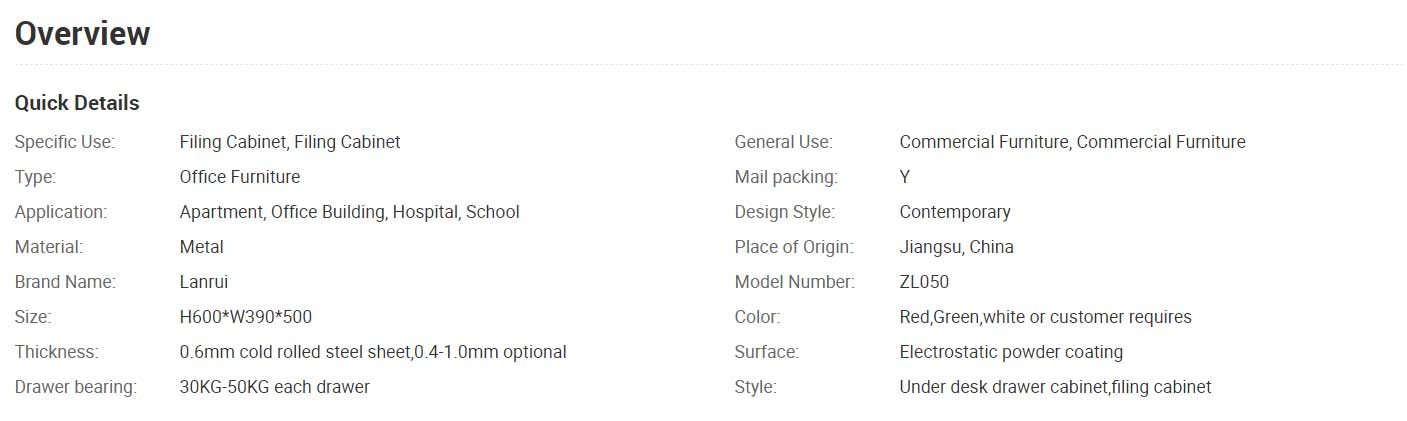 Overview
Quick Details
Specific Use: Filing Cabinet, Filing Cabinet General Use: Commercial Furniture, Commercial Furniture
Type: Office Furniture Mail packing: Y
Application: Apartment, Office Building, Hospital, School Design Style: Contemporary
Material: Metal Place of Origin: Jiangsu, China
Brand Name: Lanrui Model Number: ZL050
Size: H600*W390*500 Color: Red,Green,white or customer requires
Thickness: 0.6mm cold rolled steel sheet,0.4-1.0mm optional Surface: Electrostatic powder coating
Drawer bearing: 30KG-50KG each drawer Style: Under desk drawer cabinet,filing cabinet